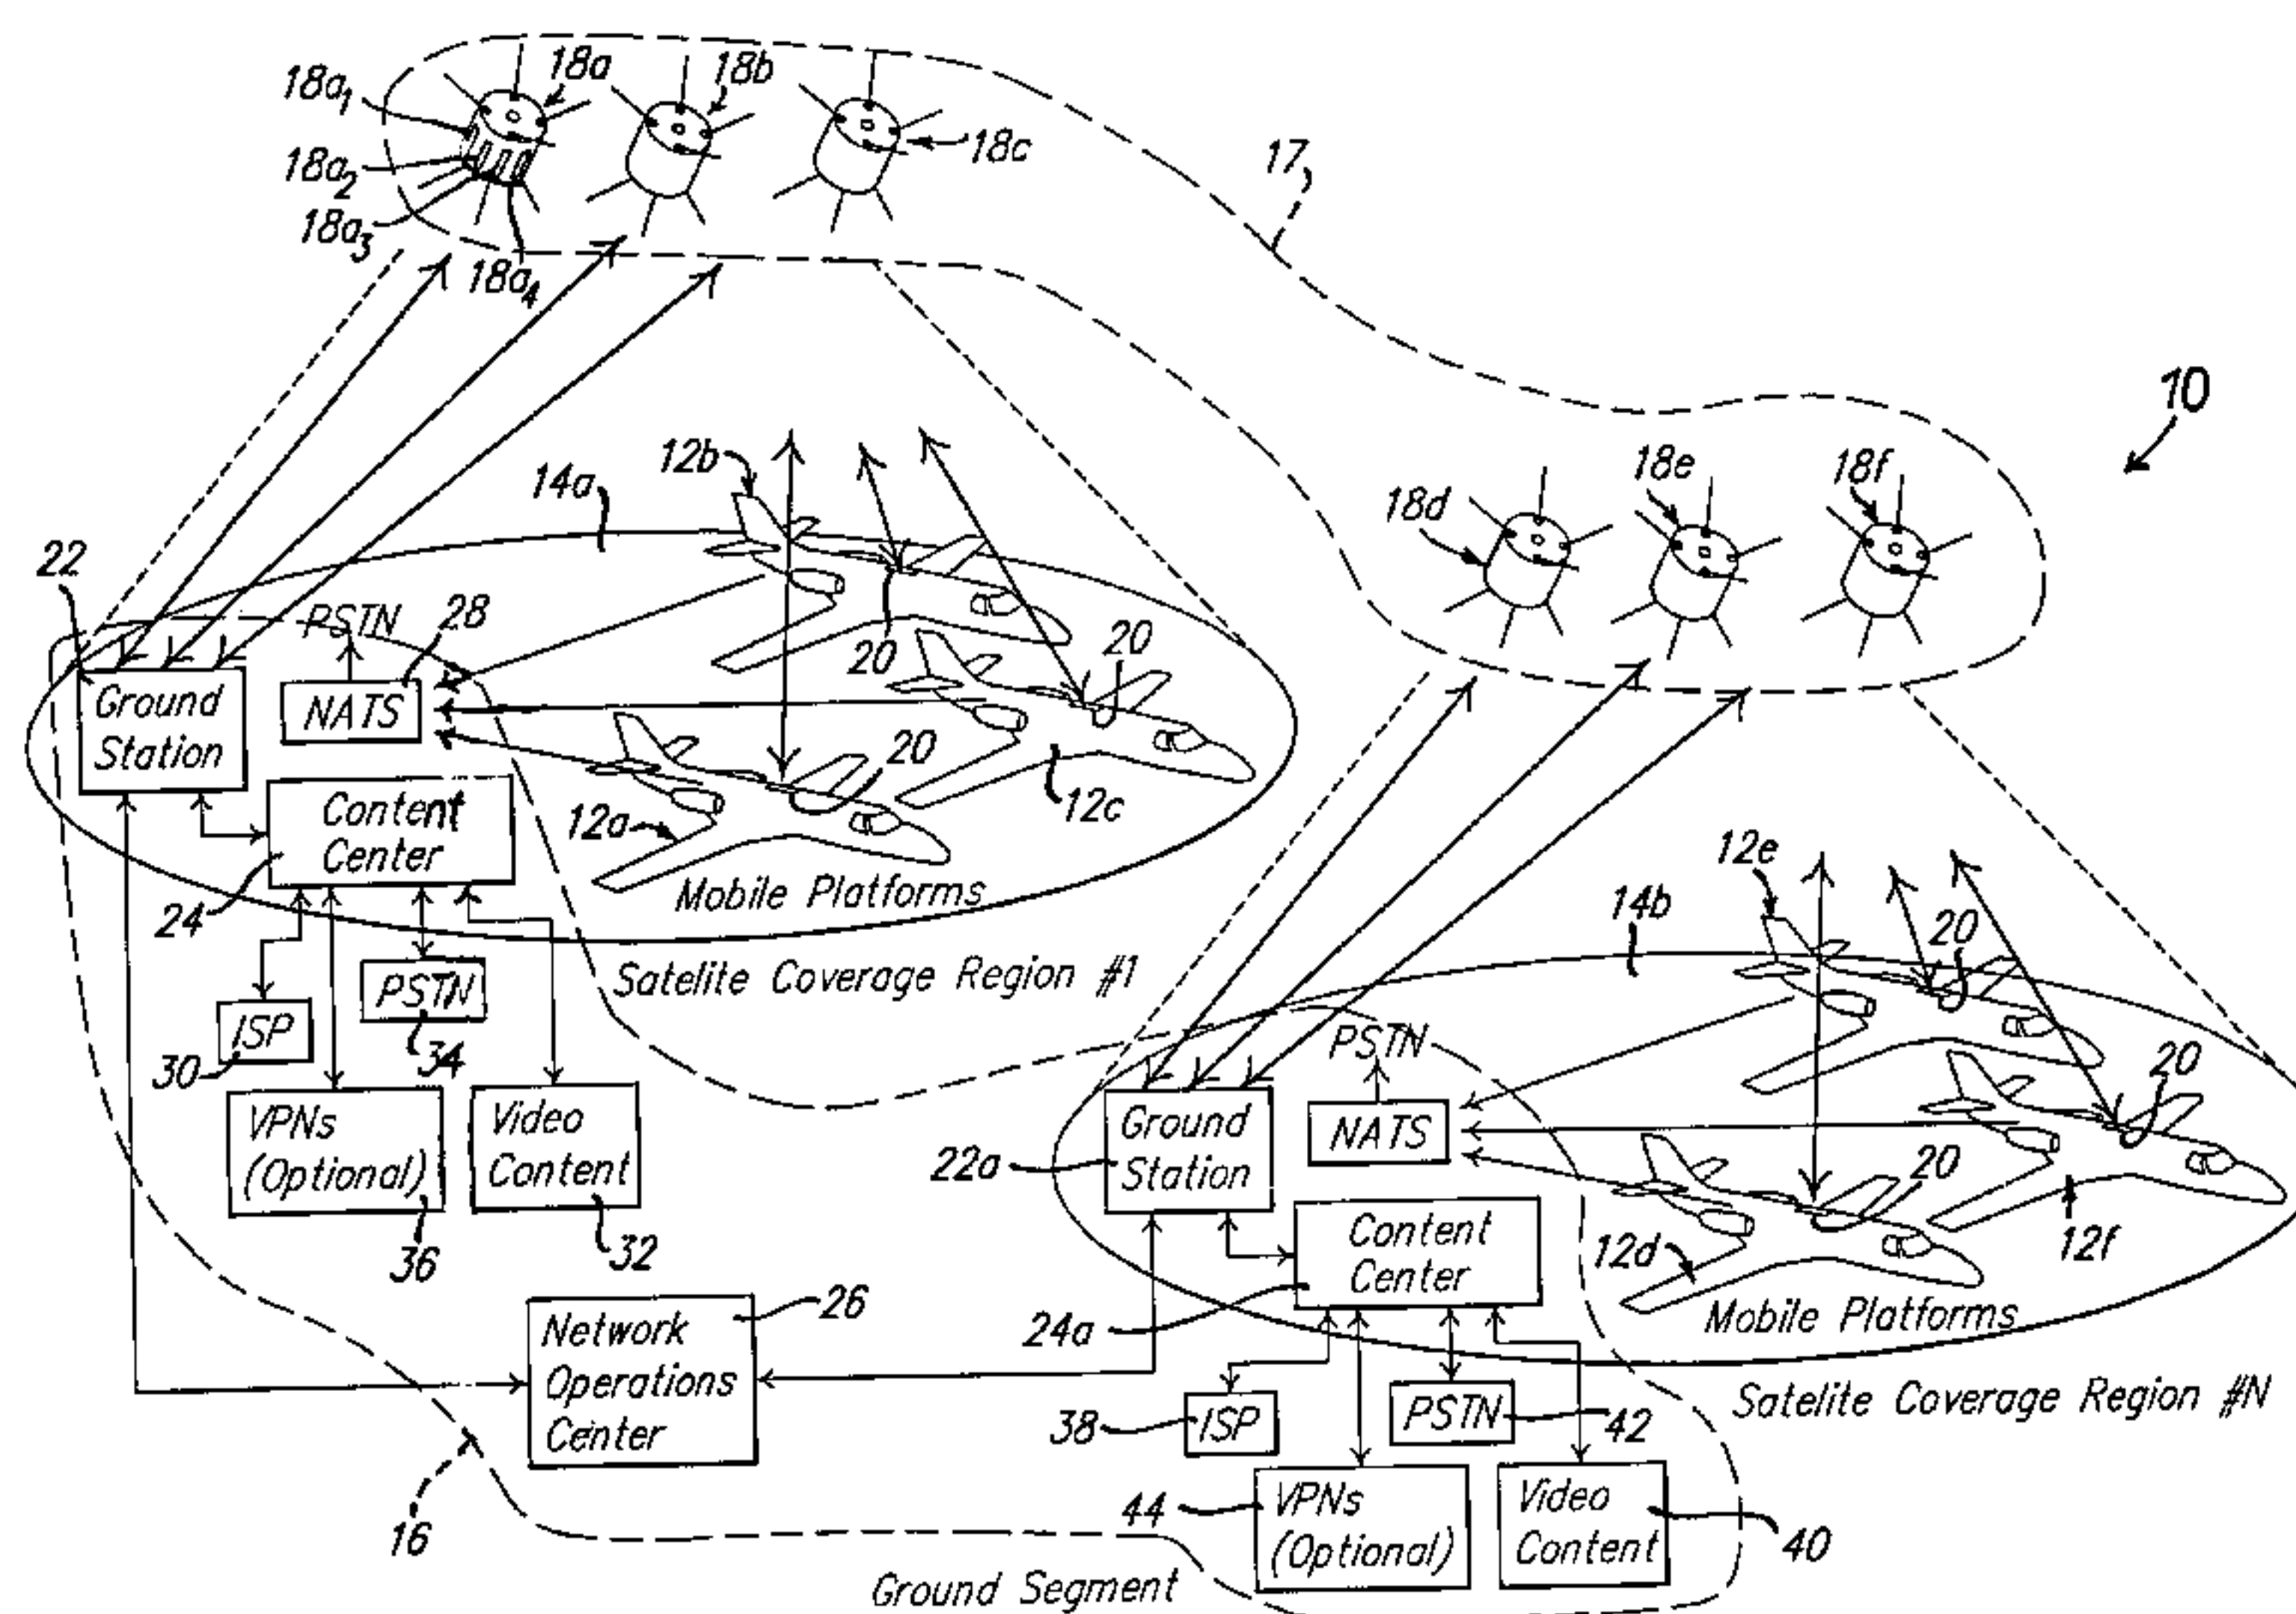 18a
18b
18a1
18c
18a2
18a3
18a4
17
10
12b
14a
18e
18f
18d
22
PSTN
28
20
20
Ground
Station
NATS
20
12a
12c
Content
Center
24
Mobile Platforms
12e
14b
20
Satelite Coverage Region #1
PSTN
34
ISP
30
VPNs
(Optional)
36
Video
Content
32
PSTN
20
Ground
Station
22a
NATS
20
12d
12f
Content
Center
24a
Mobile Platforms
26
Network
Operations
Center
Satelite Coverage Region #N
38
ISP
PSTN
42
16
44
VPNs
(Optional)
Video
Content
40
Ground Segment